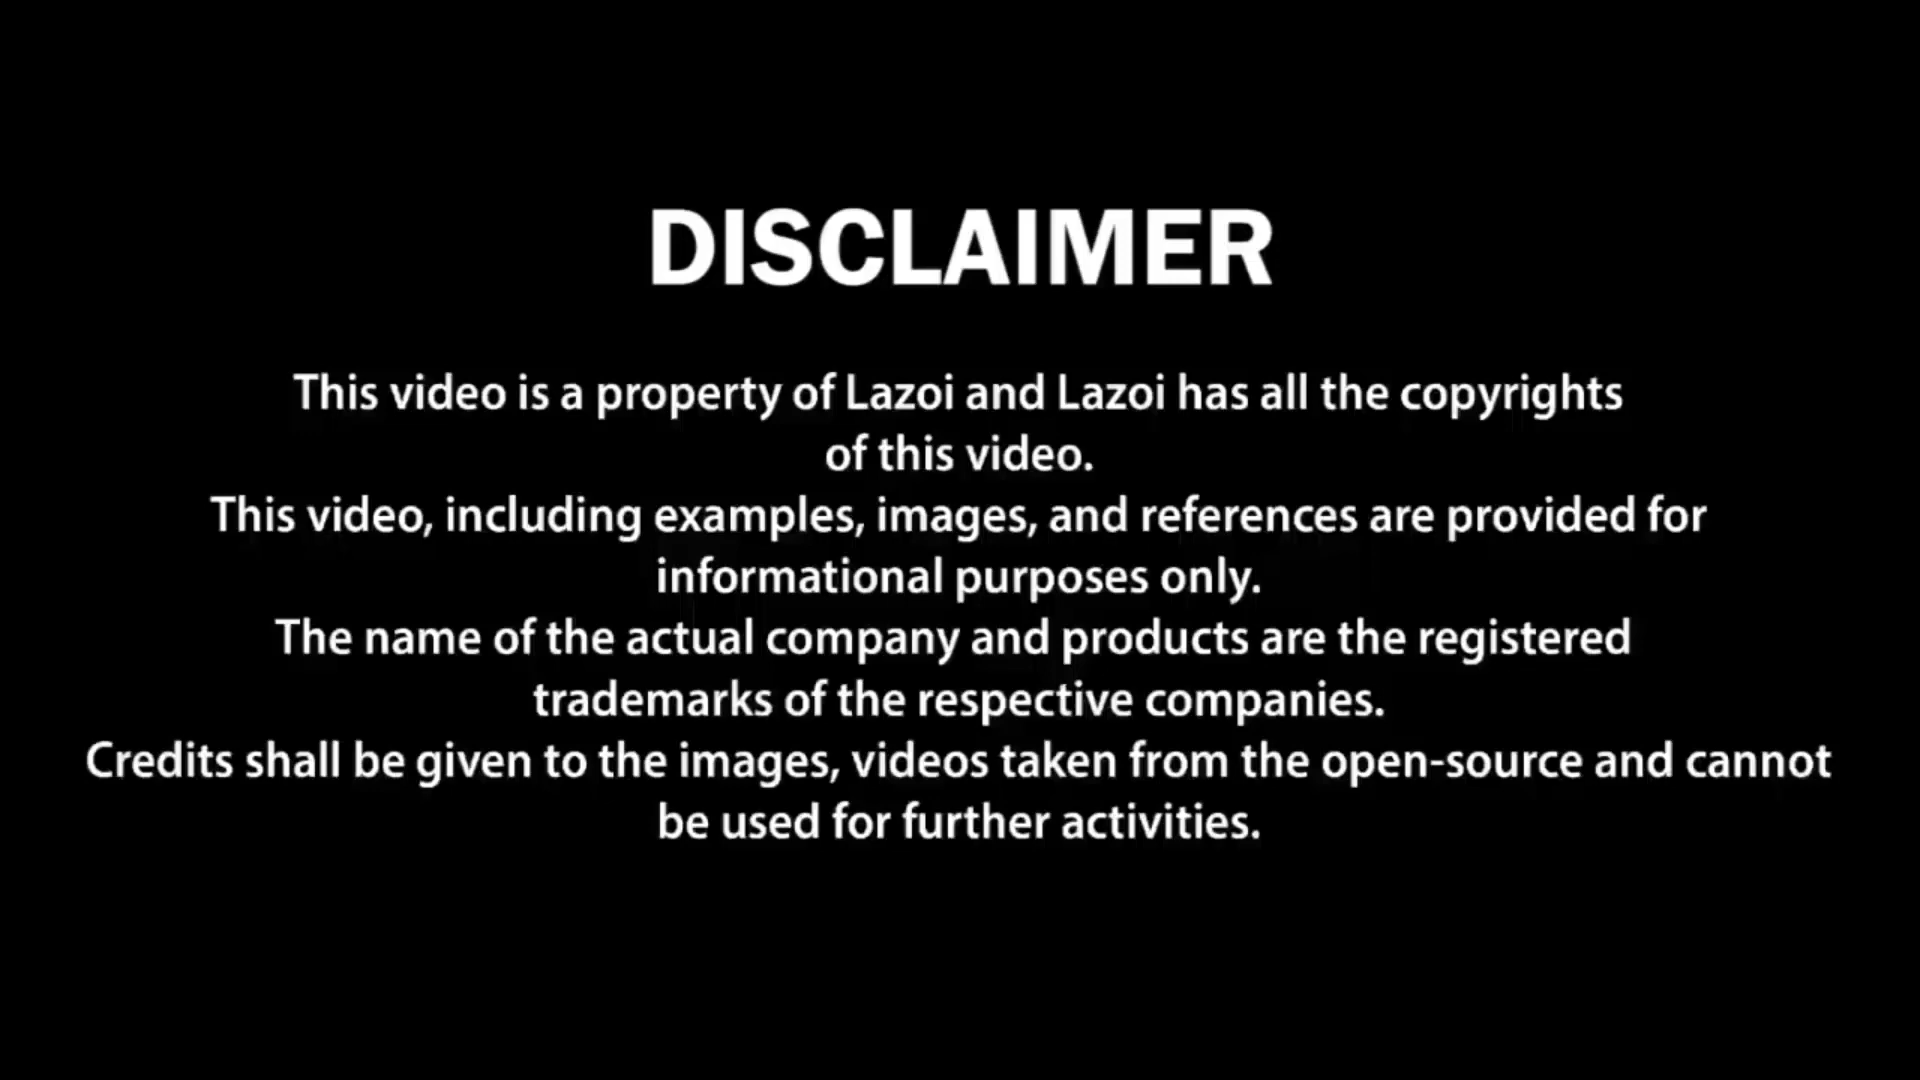 DISCLAIMER
This video is a property of Lazoi and Lazoi has all the copyrights
of this video.
This video, including examples, images, and references are provided for
informational purposes only.
The name of the actual company and products are the registered
trademarks of the respective companies.
Credits shall be given to the images, videos taken from the open-source and cannot
be used for further activities.